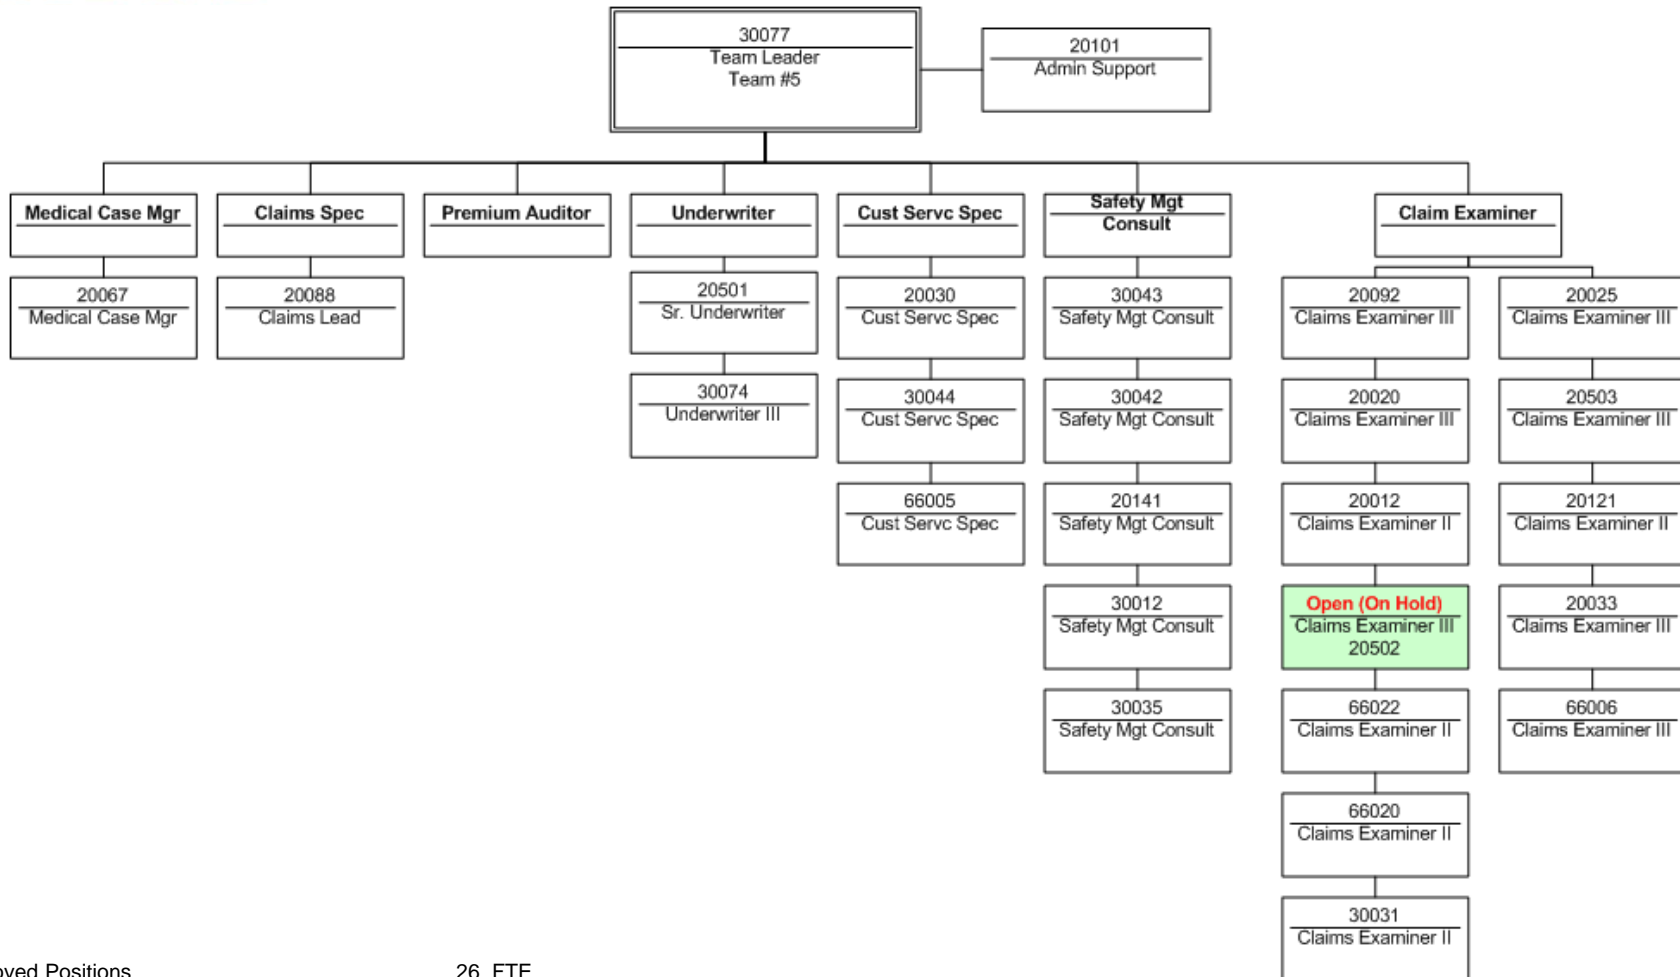 30077
Team Leader
Team #5
20101
Admin Support
Medical Case Mgr
20067
Medical Case Mgr
Claims Spec
20088
Claims Lead
Premium Auditor
Underwriter
20501
Sr. Underwriter
30074
Underwriter III
Cust Servc Spec
20030
Cust Servc Spec
30044
Cust Servc Spec
66005
Cust Servc Spec
Safety Mgt
Consult
30043
Safety Mgt Consult
30042
Safety Mgt Consult
20141
Safety Mgt Consult
30012
Safety Mgt Consult
30035
Safety Mgt Consult
Claim Examiner
20092
Claims Examiner III
20020
Claims Examiner III
20012
Claims Examiner II
Open (On Hold)
Claims Examiner III
20502
66022
Claims Examiner II
66020
Claims Examiner II
30031
Claims Examiner II
20025
Claims Examiner III
20503
Claims Examiner III
20121
Claims Examiner II
20033
Claims Examiner III
66006
Claims Examiner III
Positions 26 FTE